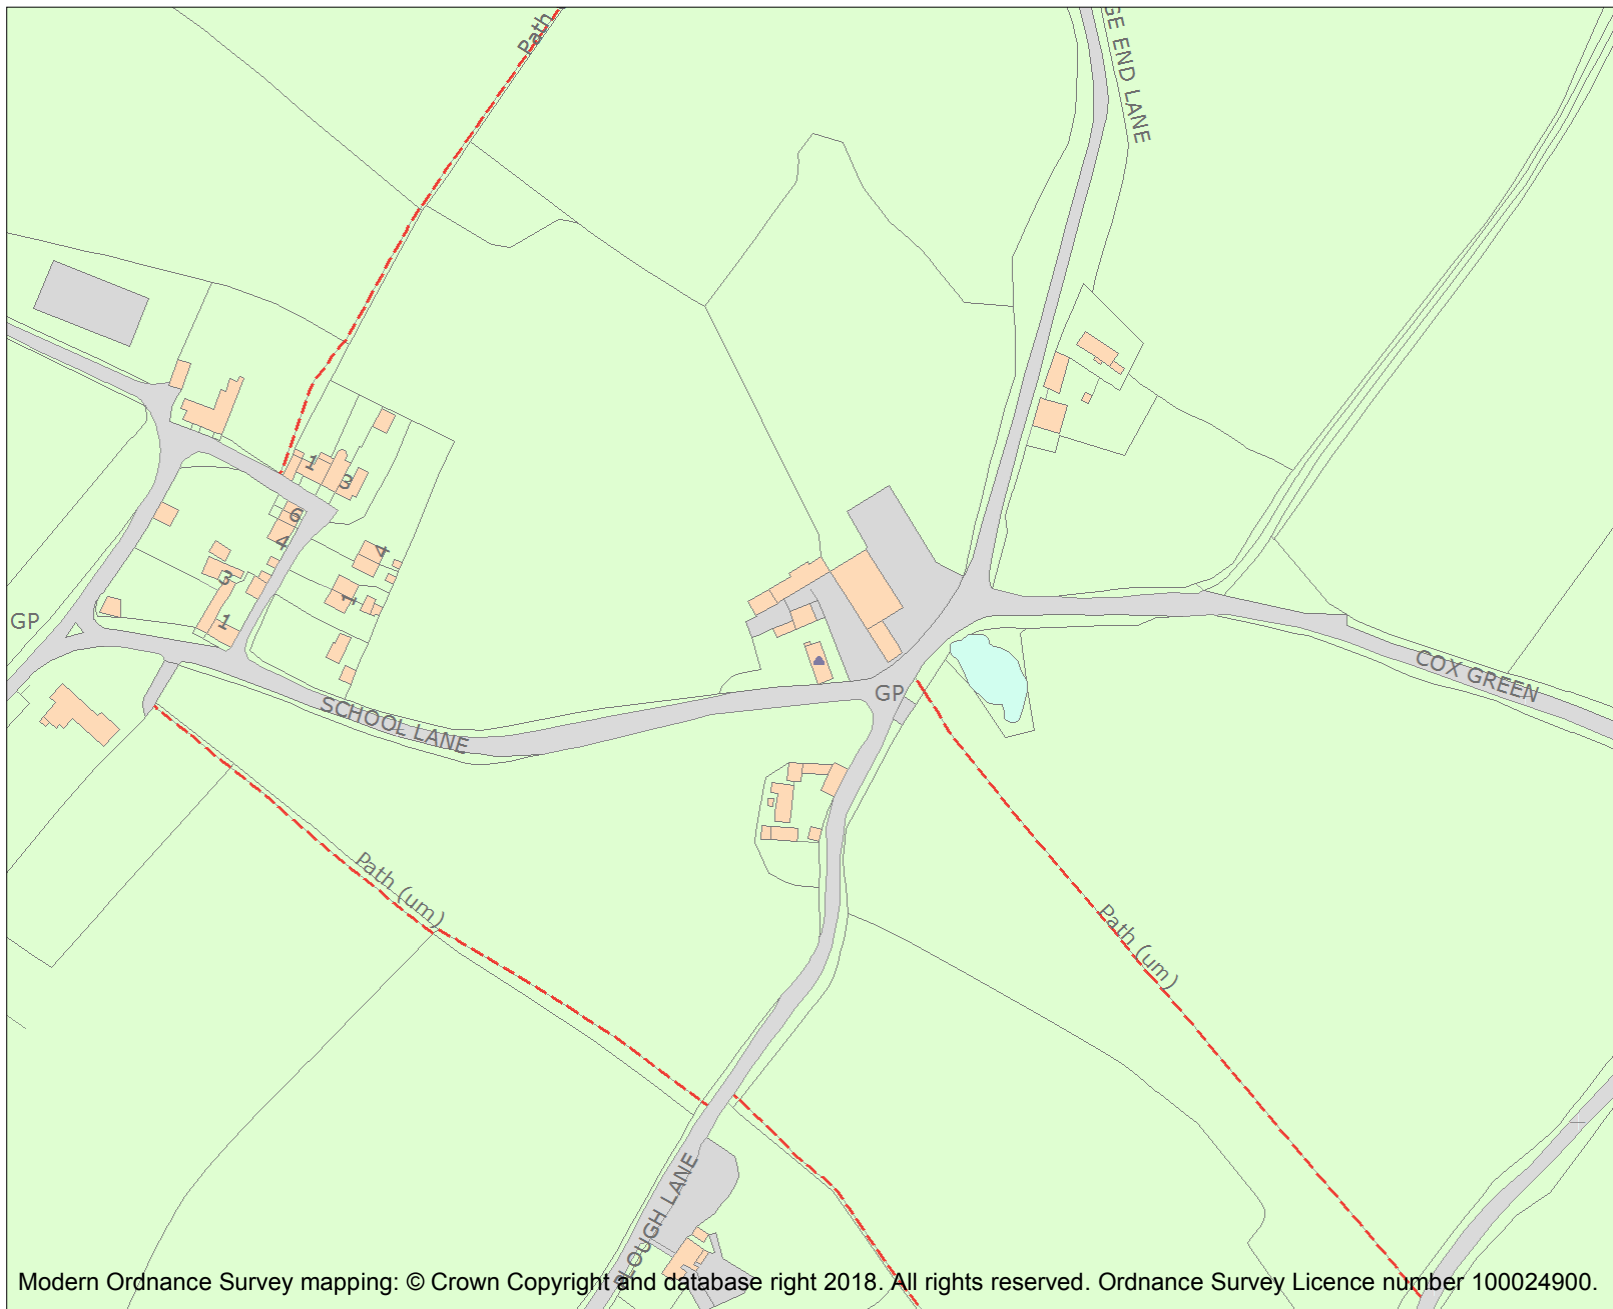 Path
GE END LANE
1
3
6
4
4
3
1
1
GP
COX GREEN
GP
SCHOOL LANE
Path (um)
Path (um)
PLOUGH LANE
Modern Ordnance Survey mapping: © Crown Copyright and database right 2018. All rights reserved. Ordnance Survey Licence number 100024900.